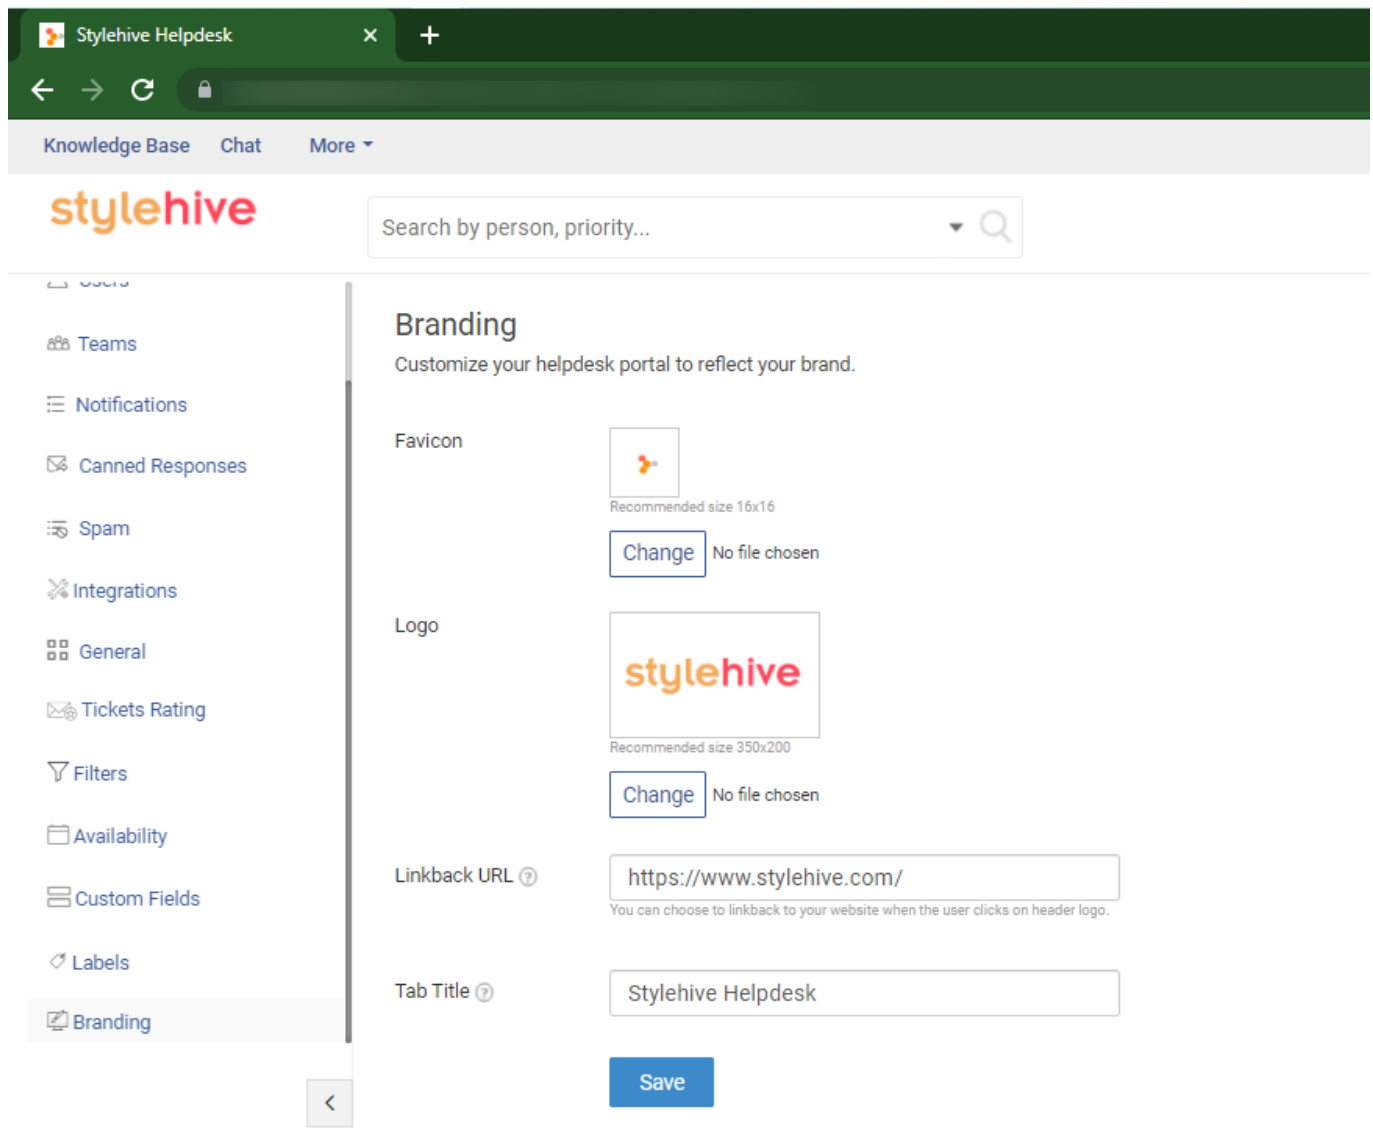 Stylehive Helpdesk
Knowledge Base Chat More
stylehive
Search by person, priority...
Users
Teams
Notifications
Canned Responses
Spam
Integrations
General
Tickets Rating
Filters
Availability
Custom Fields
Labels
Branding
Branding
Customize your helpdesk portal to reflect your brand.
Favicon
Recommended size 16x16
Change No file chosen
Logo
stylehive
Recommended size 350x200
Change No file chosen
Linkback URL ?
https://www.stylehive.com/
You can choose to linkback to your website when the user clicks on header logo.
Tab Title ?
Stylehive Helpdesk
Save